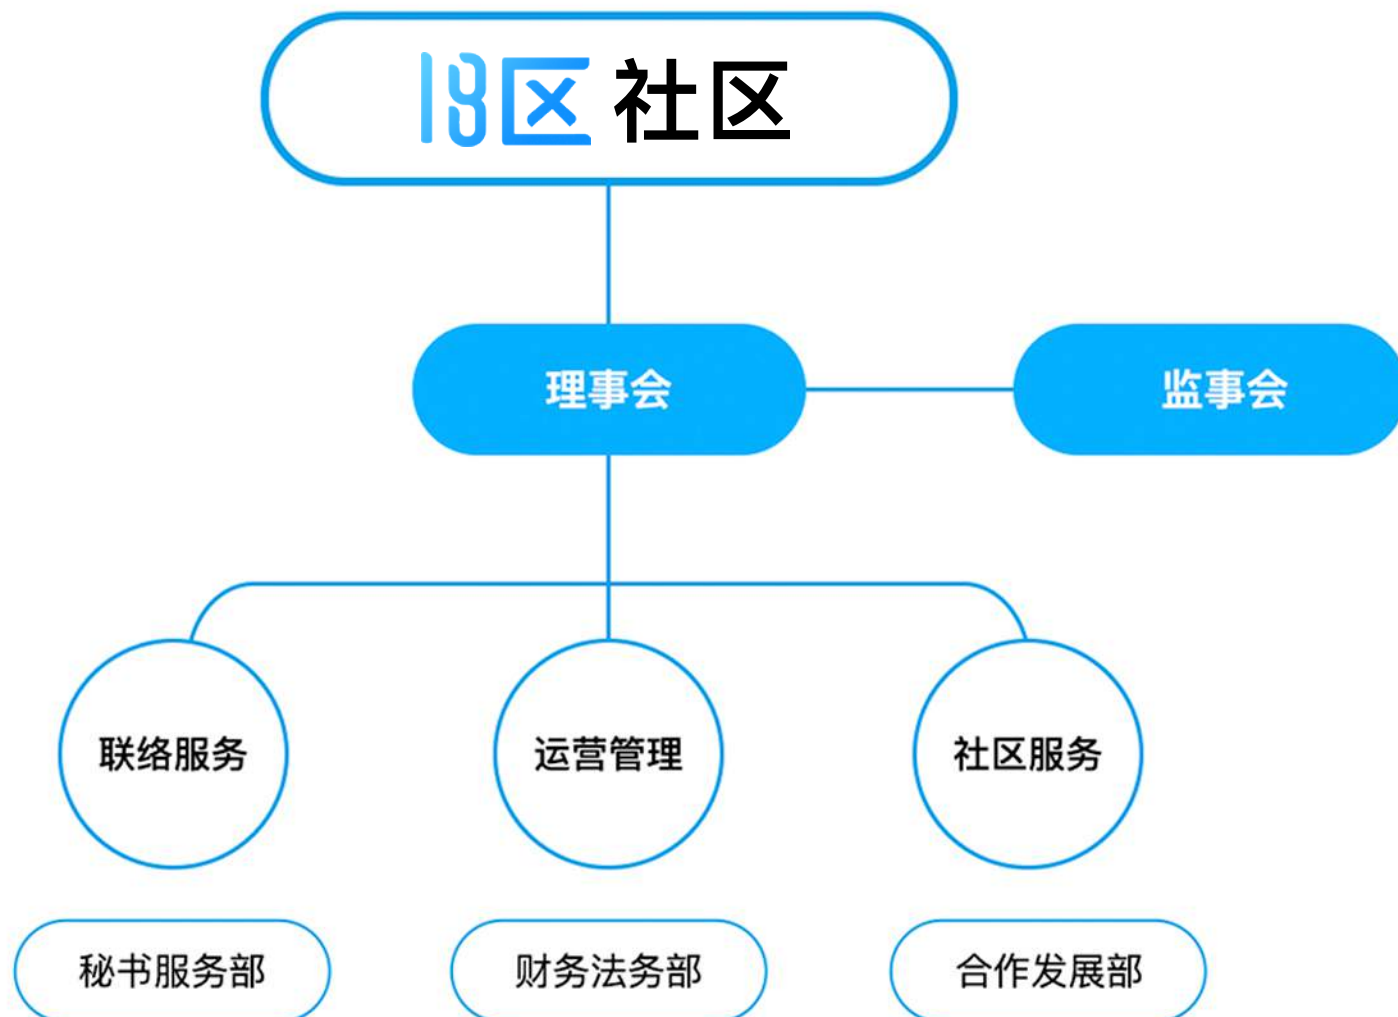 18区 社区
理事会
监事会
联络服务
运营管理
社区服务
秘书服务部
财务法务部
合作发展部